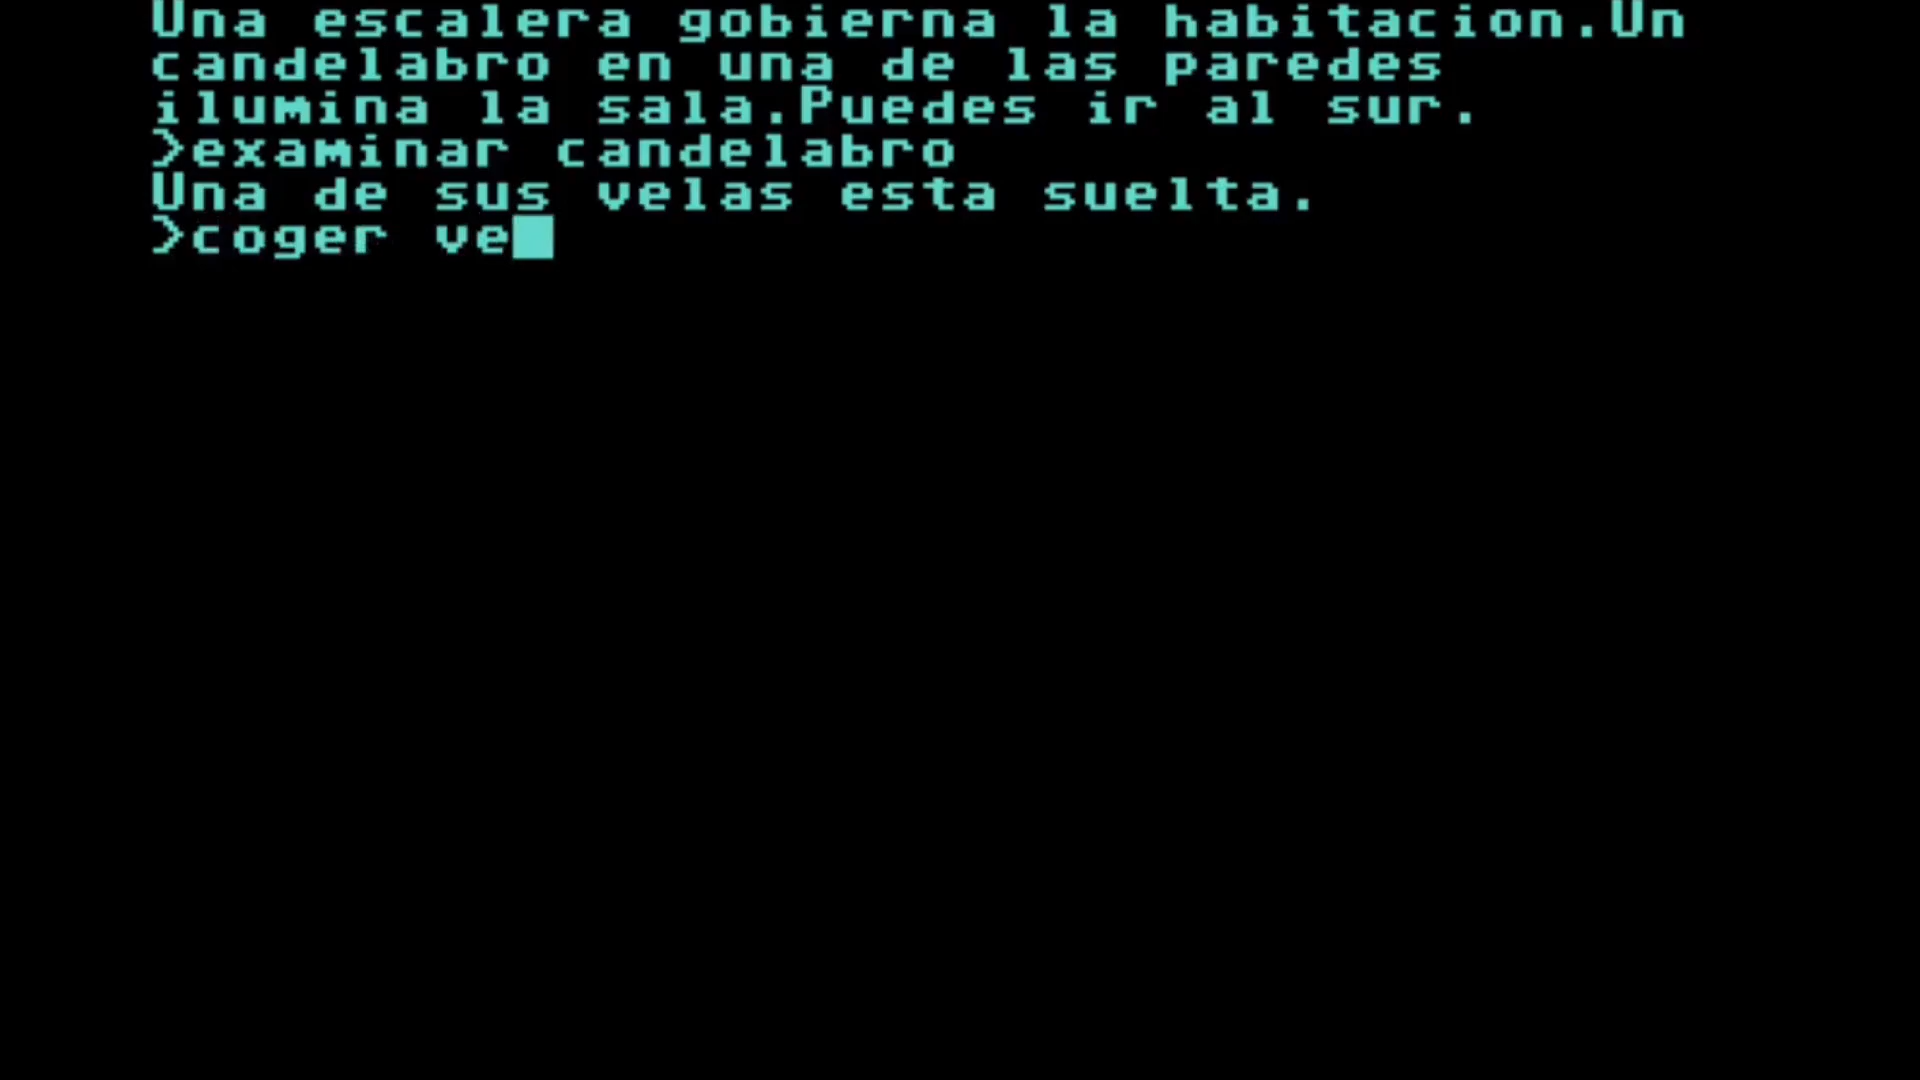 Una escalera gobierna la habitacion.Un
candelabro en una de las paredes
ilumina la sala.Puedes ir al sur.
>examinar candelabro
Una de sus velas esta suelta.
>coger ve